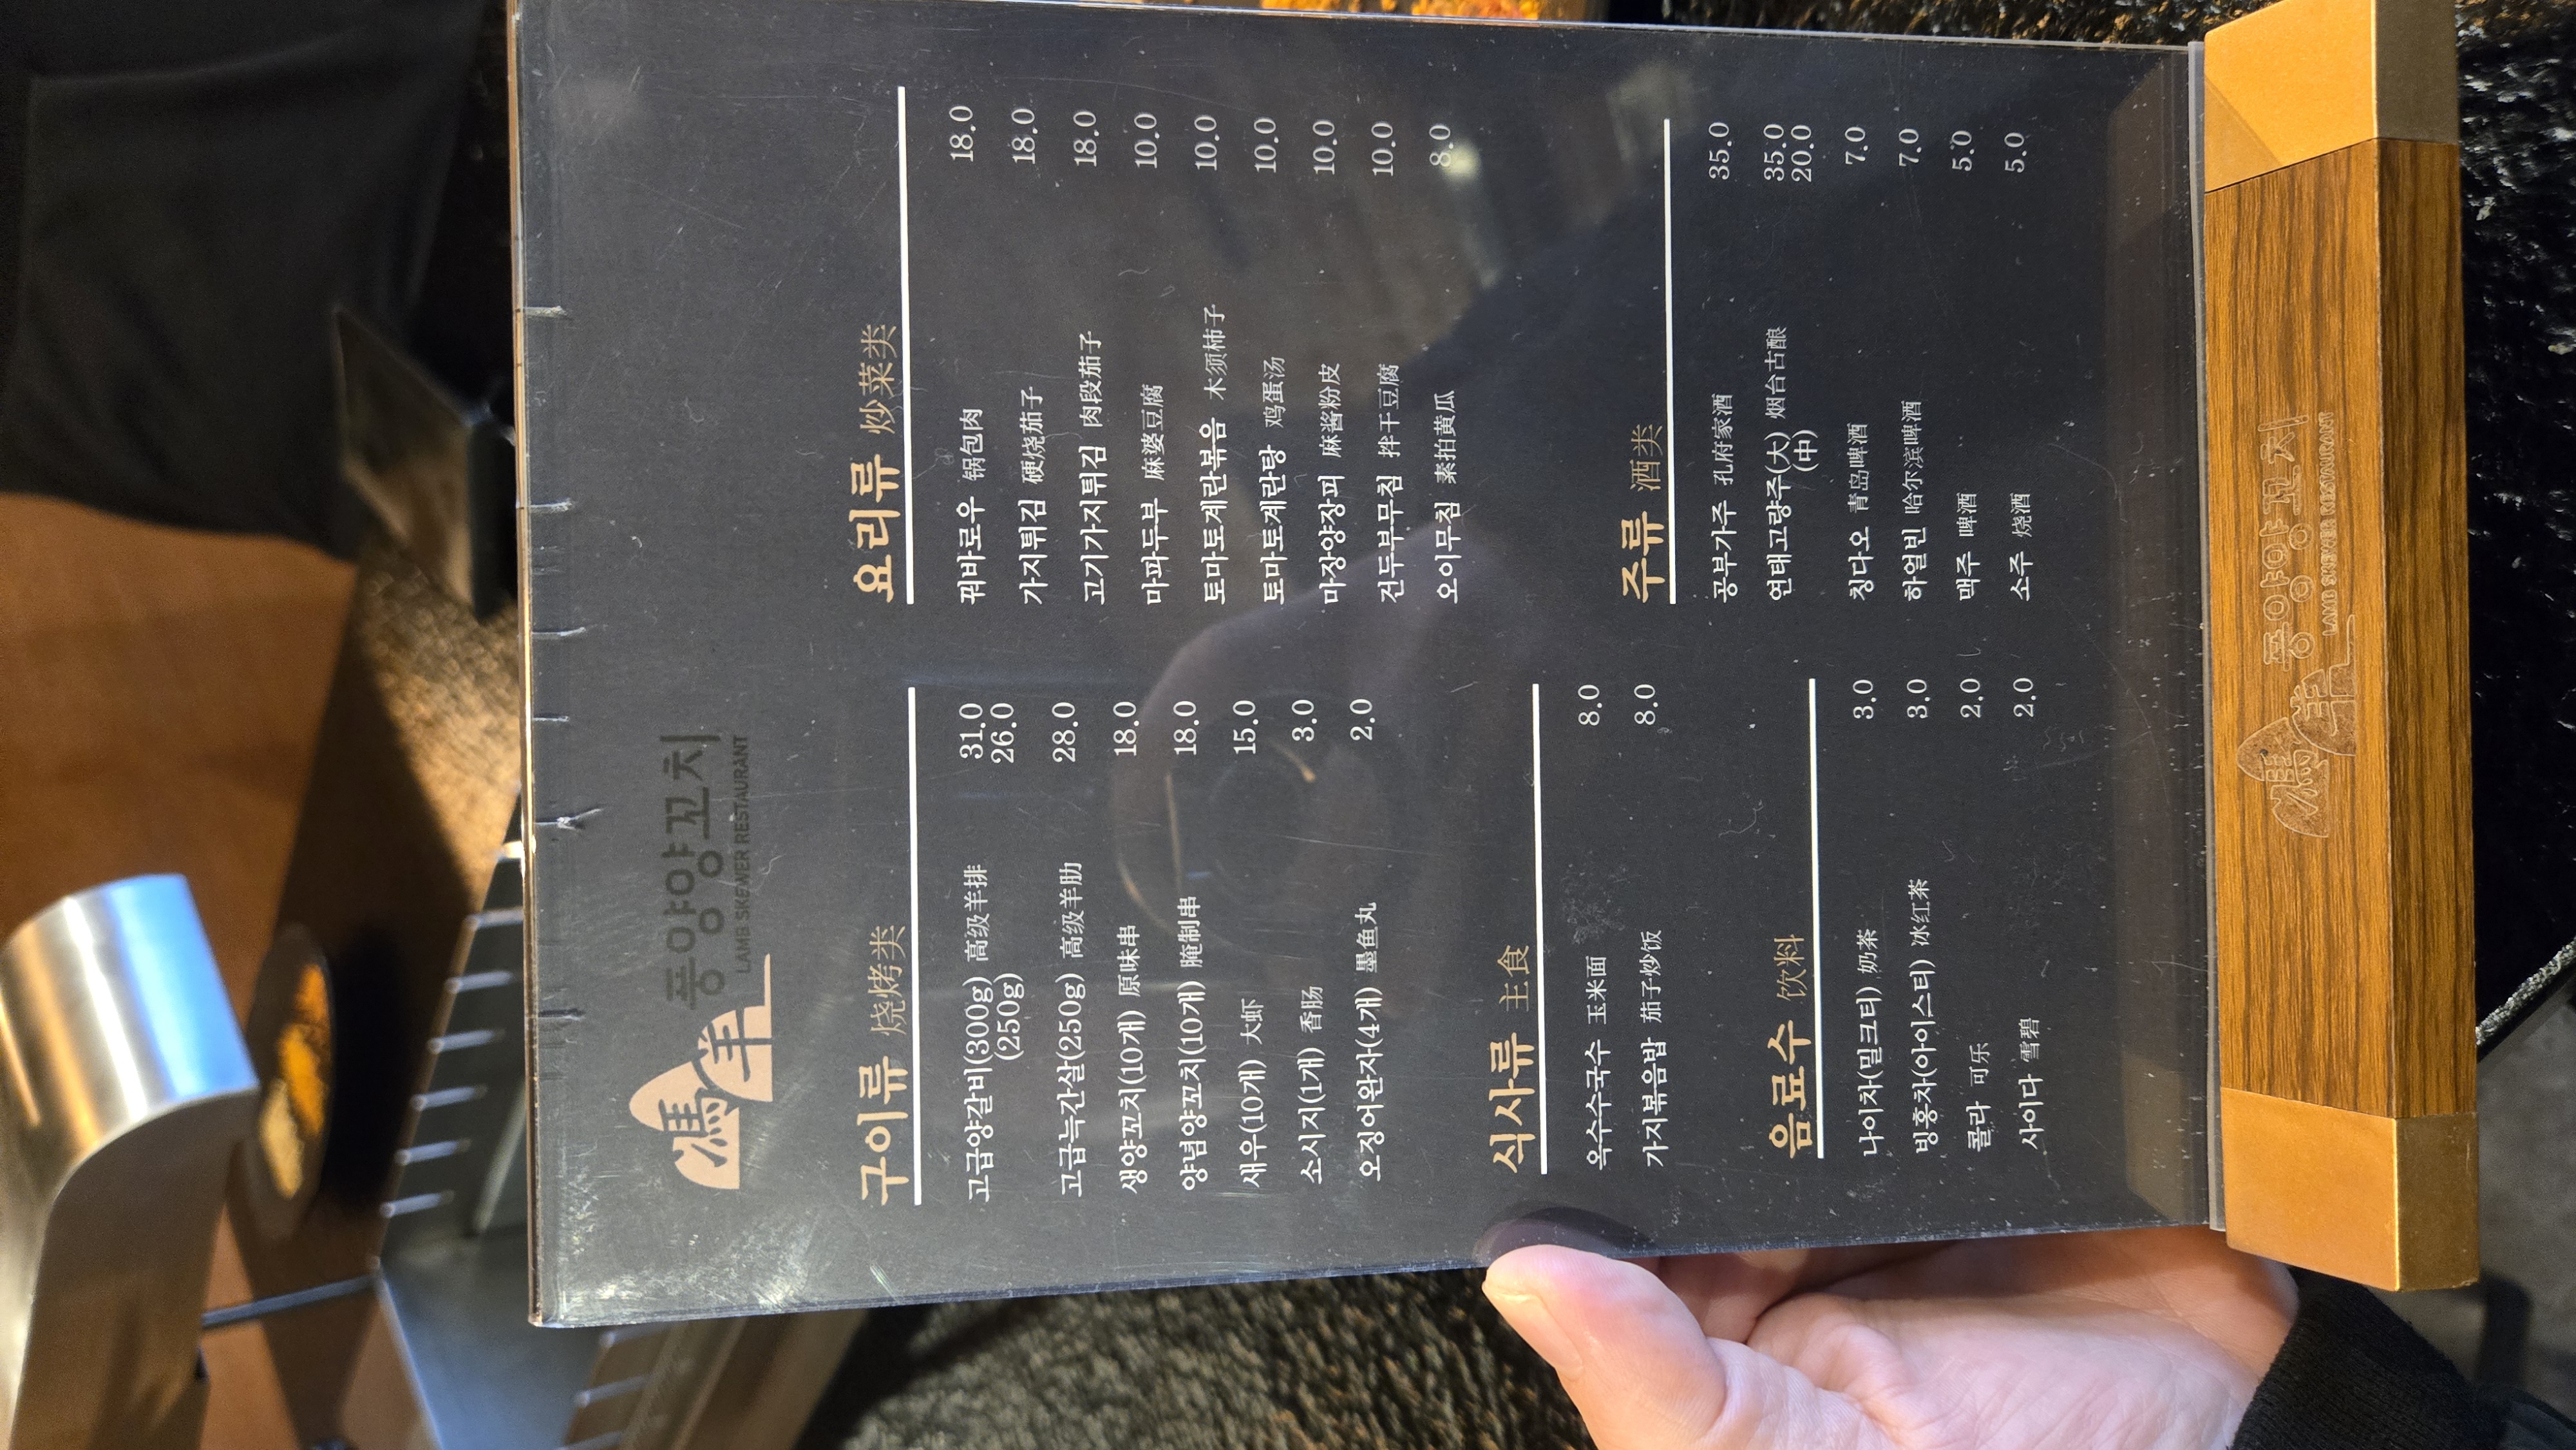 馮羊
풍양양꼬치
LAMB SKEWER RESTAURANT
구이류 烧烤类
고급양갈비(300g) 高级羊排 31.0
(250g) 26.0
고급늑간살(250g) 高级羊肋 28.0
생양꼬치(10개) 原味串 18.0
양념양꼬치(10개) 腌制串 18.0
새우(10개) 大虾 15.0
소시지(1개) 香肠 3.0
오징어완자(4개) 墨鱼丸 2.0
식사류 主食
옥수수국수 玉米面 8.0
가지볶음밥 茄子炒饭 8.0
음료수 饮料
나이차(밀크티) 奶茶 3.0
빙홍차(아이스티) 冰红茶 3.0
콜라 可乐 2.0
사이다 雪碧 2.0
요리류 炒菜类
꿔바로우 锅包肉 18.0
가지튀김 硬烧茄子 18.0
고기가지튀김 肉段茄子 18.0
마파두부 麻婆豆腐 10.0
토마토계란볶음 木须柿子 10.0
토마토계란탕 鸡蛋汤 10.0
마장양장피 麻酱粉皮 10.0
건두부무침 拌干豆腐 10.0
오이무침 素拍黄瓜 8.0
주류 酒类
공부가주 孔府家酒 35.0
연태고량주(大) 烟台古酿 35.0
(中) 20.0
칭다오 青岛啤酒 7.0
하얼빈 哈尔滨啤酒 7.0
맥주 啤酒 5.0
소주 烧酒 5.0
馮羊
풍양양꼬치
LAMB SKEWER RESTAURANT